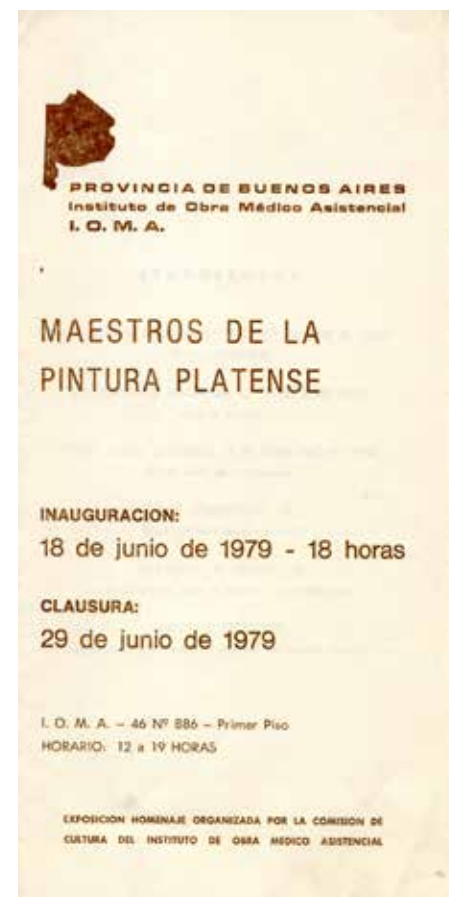 PROVINCIA DE BUENOS AIRES
Instituto de Obra Médico Asistencial
I. O. M. A.
MAESTROS DE LA
PINTURA PLATENSE
INAUGURACION:
18 de junio de 1979 - 18 horas
CLAUSURA:
29 de junio de 1979
I. O. M. A. – 46 Nº 886 – Primer Piso
HORARIO: 12 a 19 HORAS
EXPOSICION HOMENAJE ORGANIZADA POR LA COMISION DE
CULTURA DEL INSTITUTO DE OBRA MEDICO ASISTENCIAL